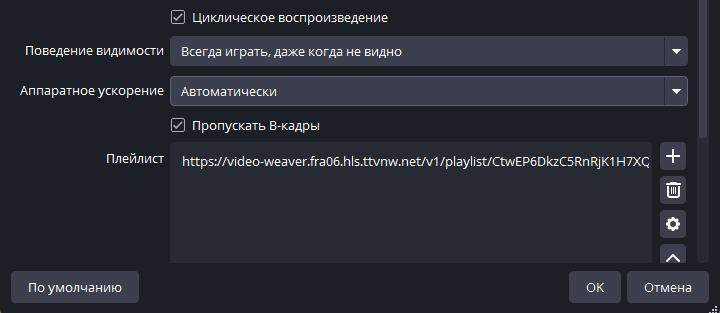 Циклическое воспроизведение
Поведение видимости Всегда играть, даже когда не видно
Аппаратное ускорение Автоматически
Пропускать B-кадры
Плейлист https://video-weaver.fra06.hls.ttvnw.net/v1/playlist/CtwEP6DkzC5RnRjK1H7XQ
По умолчанию OK Отмена